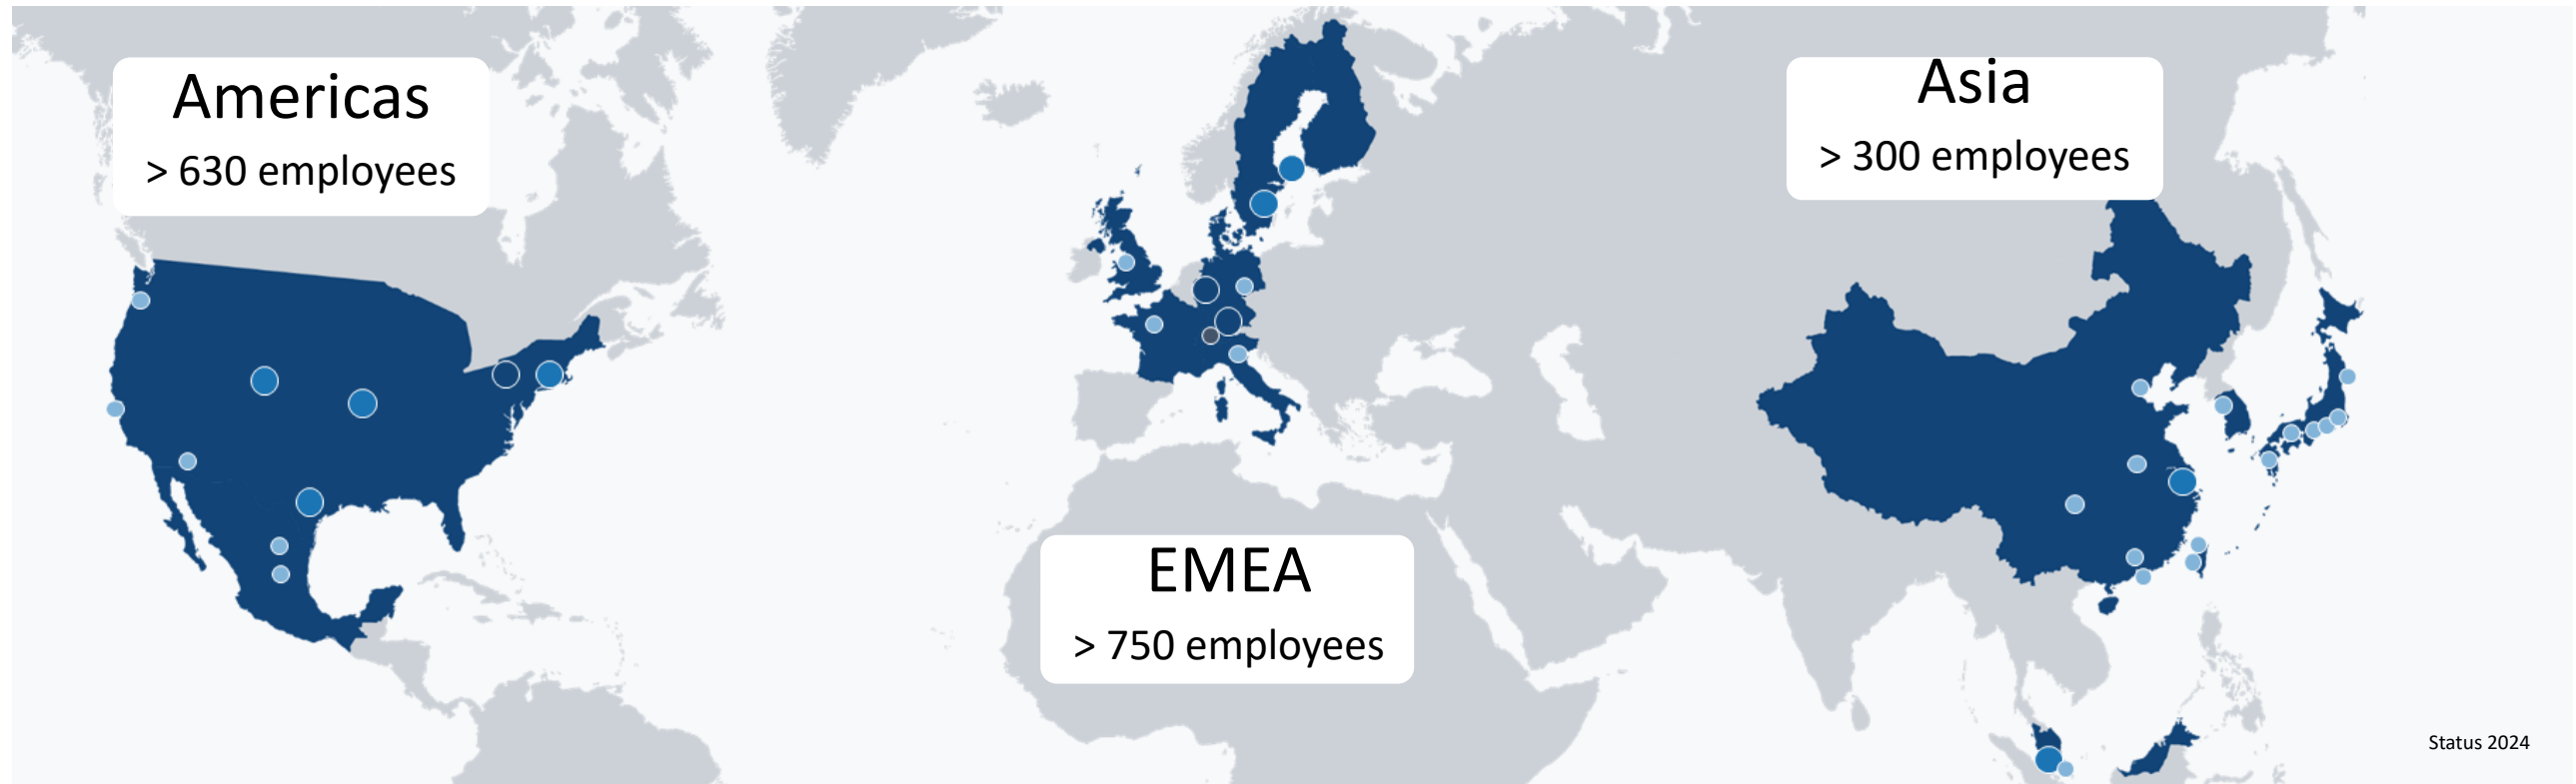 Americas
> 630 employees
Asia
> 300 employees
EMEA
> 750 employees
Status 2024